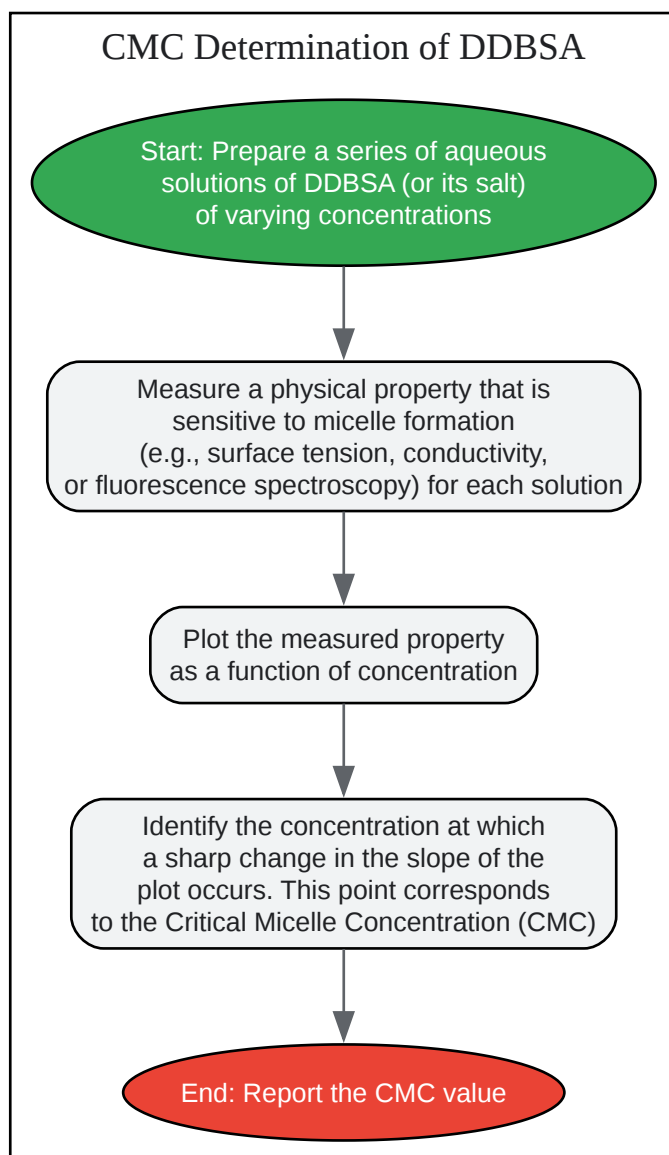 CMC Determination of DDBSA
Start: Prepare a series of aqueous
solutions of DDBSA (or its salt)
of varying concentrations
Measure a physical property that is
sensitive to micelle formation
(e.g., surface tension, conductivity,
or fluorescence spectroscopy) for each solution
Plot the measured property
as a function of concentration
Identify the concentration at which
a sharp change in the slope of the
plot occurs. This point corresponds
to the Critical Micelle Concentration (CMC)
End: Report the CMC value